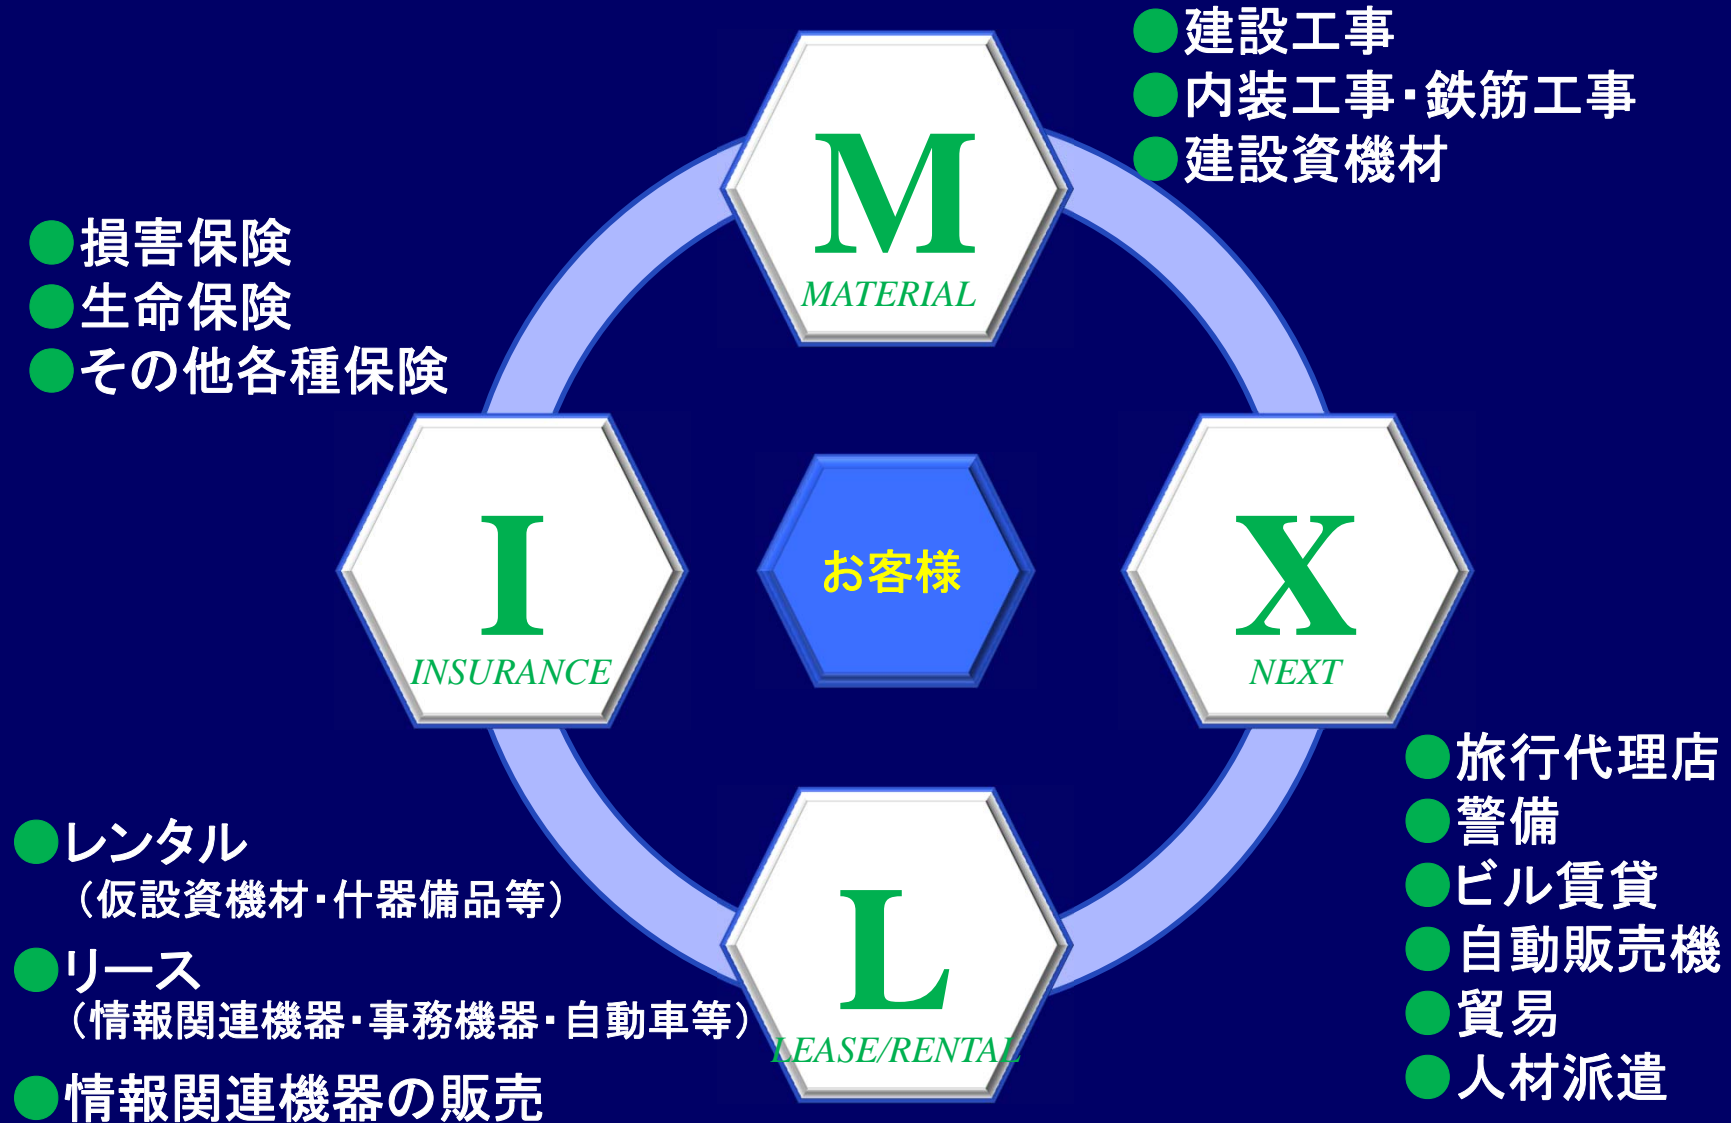 ●建設工事
●内装工事・鉄筋工事
●建設資機材
M
MATERIAL
●損害保険
●生命保険
●その他各種保険
I
INSURANCE
お客様
X
NEXT
●旅行代理店
●警備
●ビル賃貸
●自動販売機
●貿易
●人材派遣
●レンタル
（仮設資機材・什器備品等）
●リース
（情報関連機器・事務機器・自動車等）
●情報関連機器の販売
L
LEASE/RENTAL